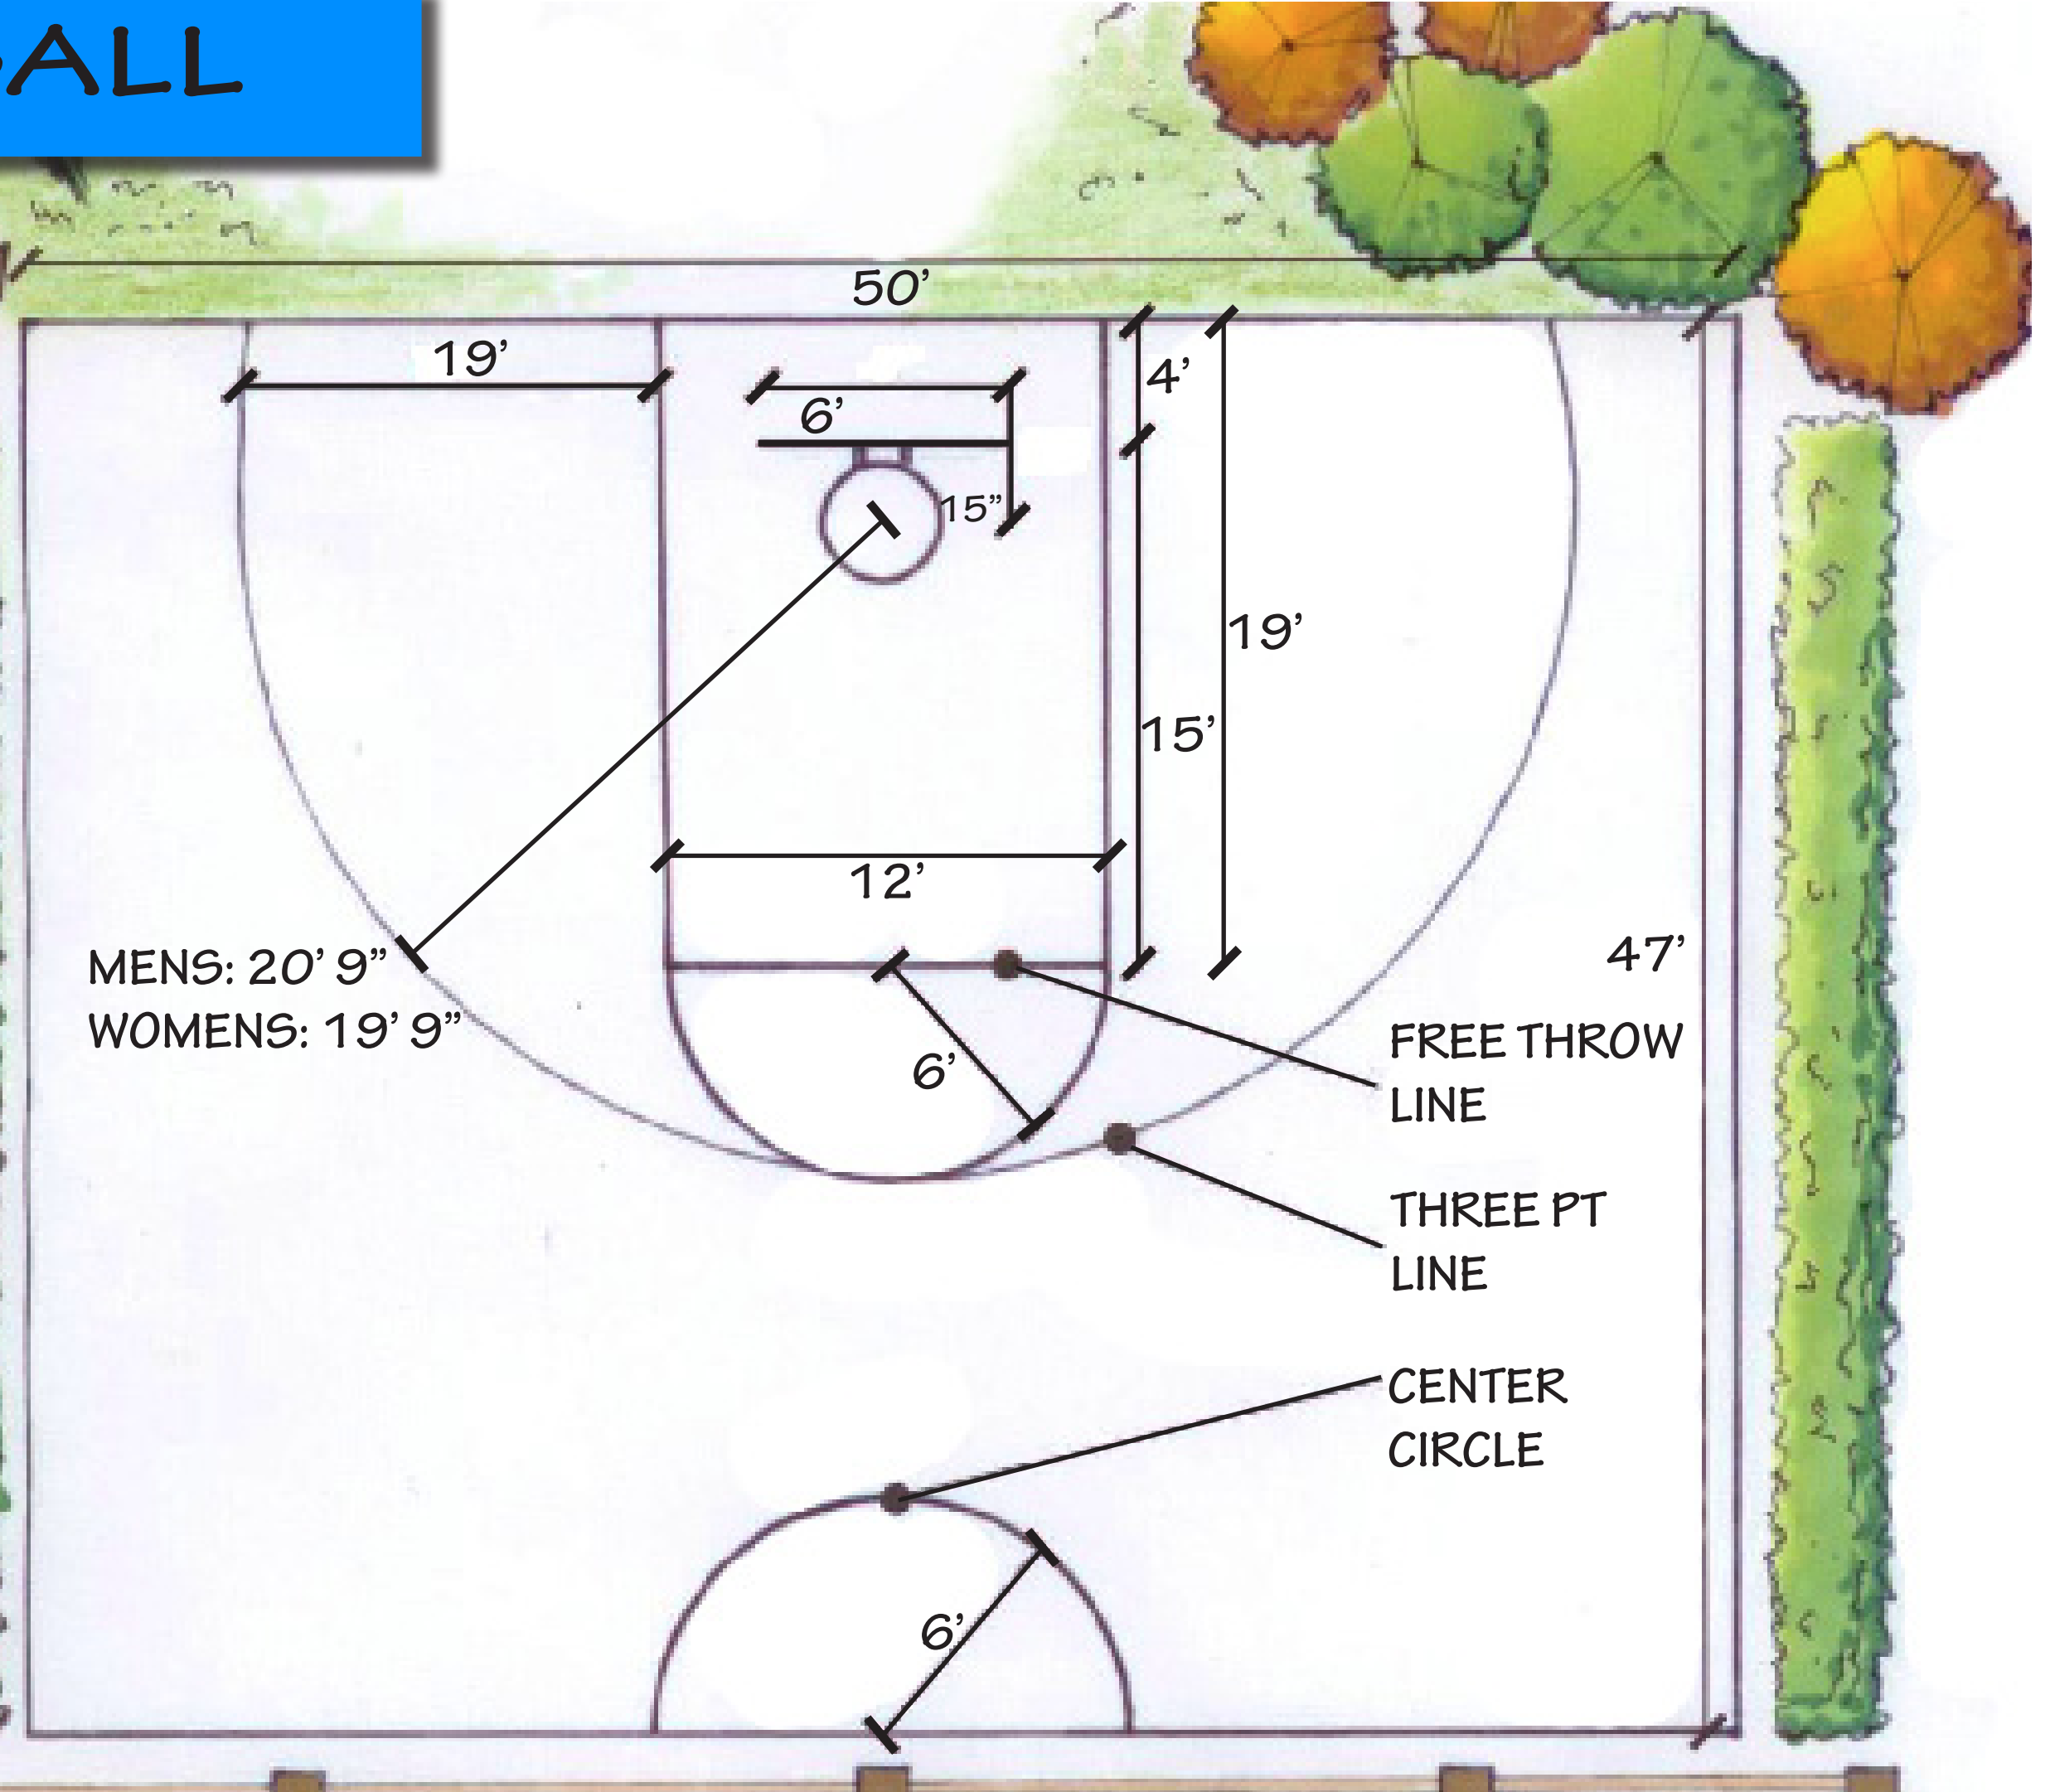 ALL
50’
19’
4’
6’
15”
19’
15’
12’
47’
MENS: 20’ 9”
WOMENS: 19’ 9”
FREE THROW
LINE
6’
THREE PT
LINE
CENTER
CIRCLE
6’